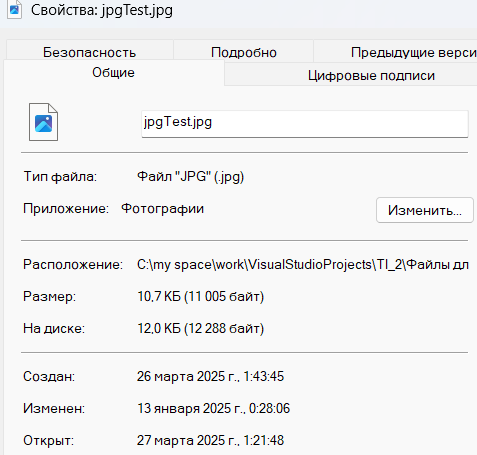 Свойства: jpgTest.jpg
Безопасность Подробно Предыдущие верси
Общие Цифровые подписи
jpgTest.jpg
Тип файла: Файл "JPG" (.jpg)
Приложение: Фотографии Изменить...
Расположение: C:\my space\work\VisualStudioProjects\TI_2\Файлы дл
Размер: 10,7 КБ (11 005 байт)
На диске: 12,0 КБ (12 288 байт)
Создан: 26 марта 2025 г., 1:43:45
Изменен: 13 января 2025 г., 0:28:06
Открыт: 27 марта 2025 г., 1:21:48